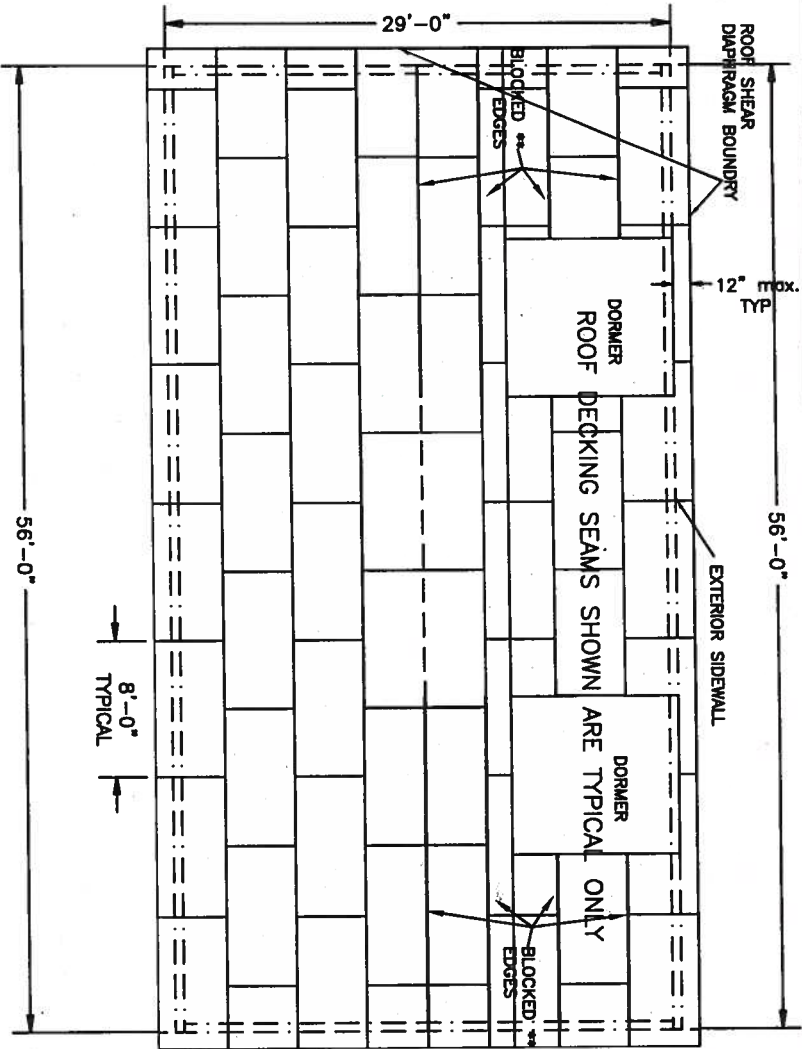 29'-0"
ROOF SHEAR
DIAPHRAGM BOUNDRY
56'-0"
12" max.
TYP
BLOCKED **
EDGES
DORMER
ROOF DECKING SEAMS SHOWN ARE TYPICAL ONLY
EXTERIOR SIDEWALL
DORMER
8'-0"
TYPICAL
BLOCKED **
EDGES
56'-0"